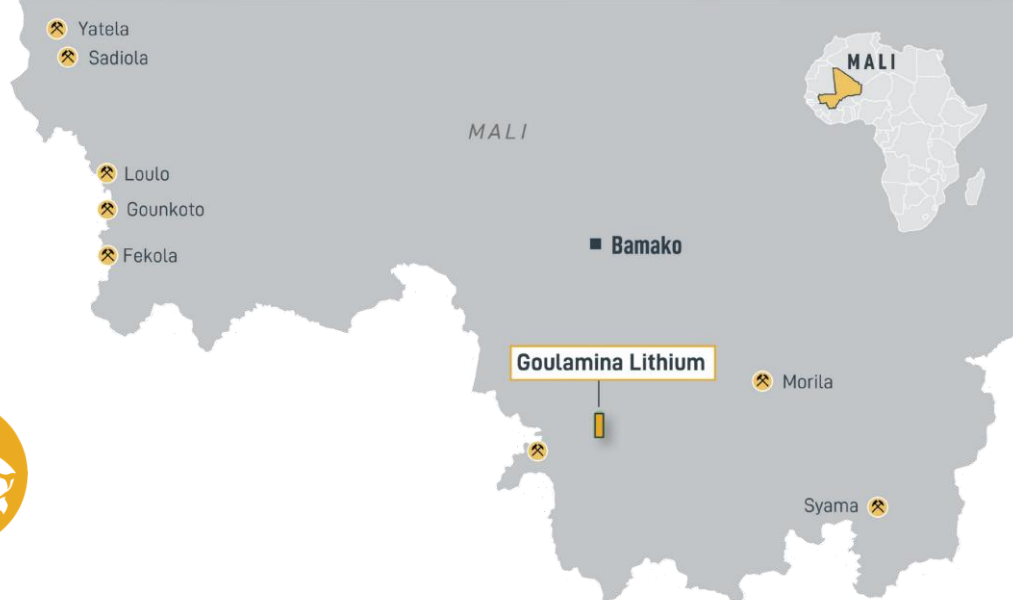 Yatela
Sadiola
MALI
MALI
Loulo
Gounkoto
Fekola
Bamako
Goulamina Lithium
Morila
Syama